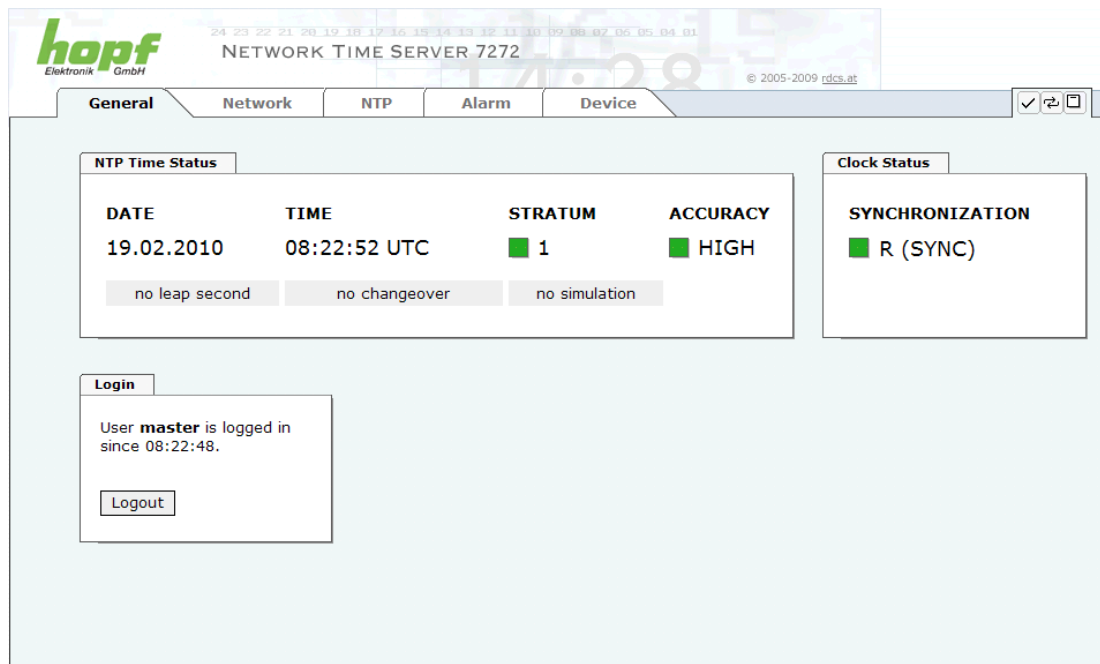 hopf
Elektronik GmbH
24 23 22 21 20 19 18 17 16 15 14 13 12 11 10 09 08 07 06 05 04 01
NETWORK TIME SERVER 7272
14:28
© 2005-2009 rdcs.at
General Network NTP Alarm Device
NTP Time Status
DATE TIME STRATUM ACCURACY
19.02.2010 08:22:52 UTC 1 HIGH
no leap second no changeover no simulation
Clock Status
SYNCHRONIZATION
R (SYNC)
Login
User master is logged in
since 08:22:48.
Logout